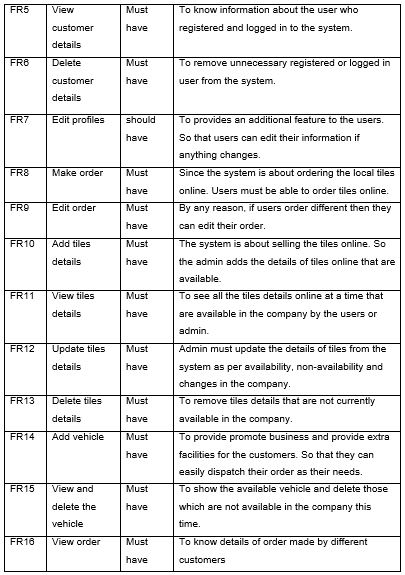 FR5 View Must To know information about the user who
customer have registered and logged in to the system.
details
FR6 Delete Must To remove unnecessary registered or logged in
customer have user from the system.
details
FR7 Edit profiles should To provides an additional feature to the users.
have So that users can edit their information if
anything changes.
FR8 Make order Must Since the system is about ordering the local tiles
have online. Users must be able to order tiles online.
FR9 Edit order Must By any reason, if users order different then they
have can edit their order.
FR10 Add tiles Must The system is about selling the tiles online. So
details have the admin adds the details of tiles online that are
available.
FR11 View tiles Must To see all the tiles details online at a time that
details have are available in the company by the users or
admin.
FR12 Update tiles Must Admin must update the details of tiles from the
details have system as per availability, non-availability and
changes in the company.
FR13 Delete tiles Must To remove tiles details that are not currently
details have available in the company.
FR14 Add vehicle Must To provide promote business and provide extra
have facilities for the customers. So that they can
easily dispatch their order as their needs.
FR15 View and Must To show the available vehicle and delete those
delete the have which are not available in the company this
vehicle time.
FR16 View order Must To know details of order made by different
have customers